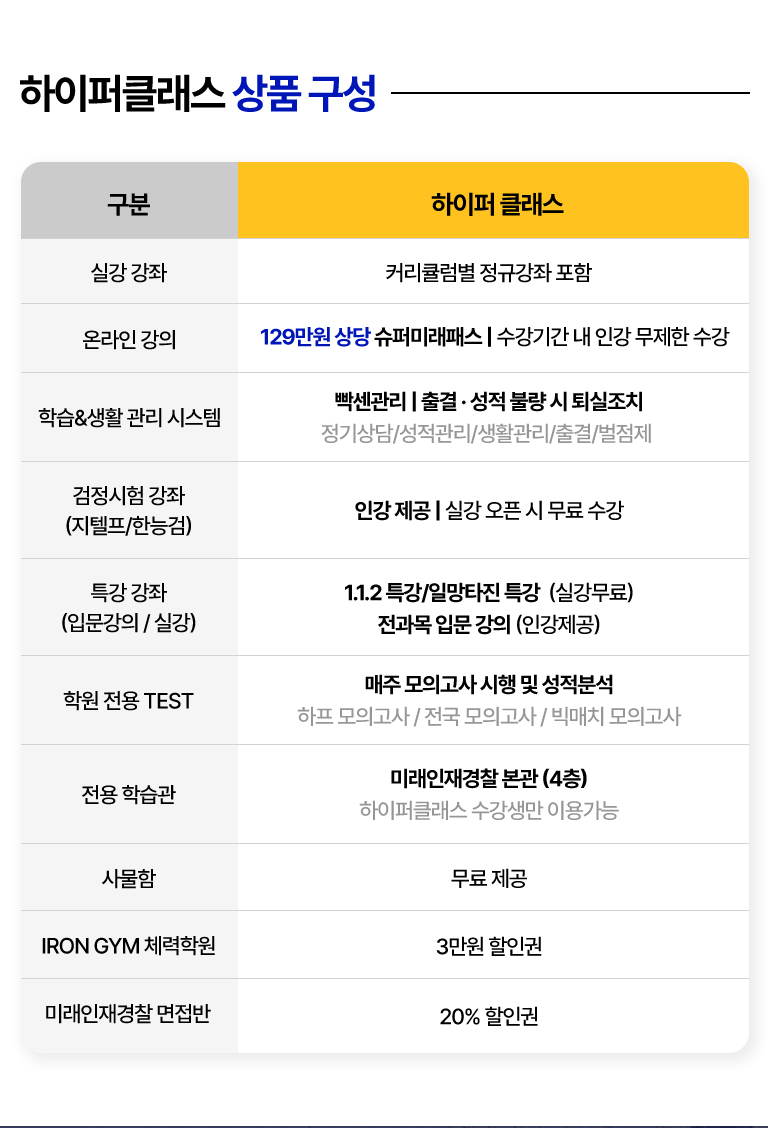 하이퍼클래스 상품 구성
구분
하이퍼 클래스
실강 강좌
커리큘럼별 정규강좌 포함
온라인 강의
129만원 상당 슈퍼미래패스 | 수강기간 내 인강 무제한 수강
학습&생활 관리 시스템
빡센관리 | 출결 · 성적 불량 시 퇴실조치
정기상담/성적관리/생활관리/출결/벌점제
검정시험 강좌
(지텔프/한능검)
인강 제공 | 실강 오픈 시 무료 수강
특강 강좌
(입문강의 / 실강)
1.1.2 특강/일망타진 특강 (실강무료)
전과목 입문 강의 (인강제공)
학원 전용 TEST
매주 모의고사 시행 및 성적분석
하프 모의고사 / 전국 모의고사 / 빅매치 모의고사
전용 학습관
미래인재경찰 본관 (4층)
하이퍼클래스 수강생만 이용가능
사물함
무료 제공
IRON GYM 체력학원
3만원 할인권
미래인재경찰 면접반
20% 할인권